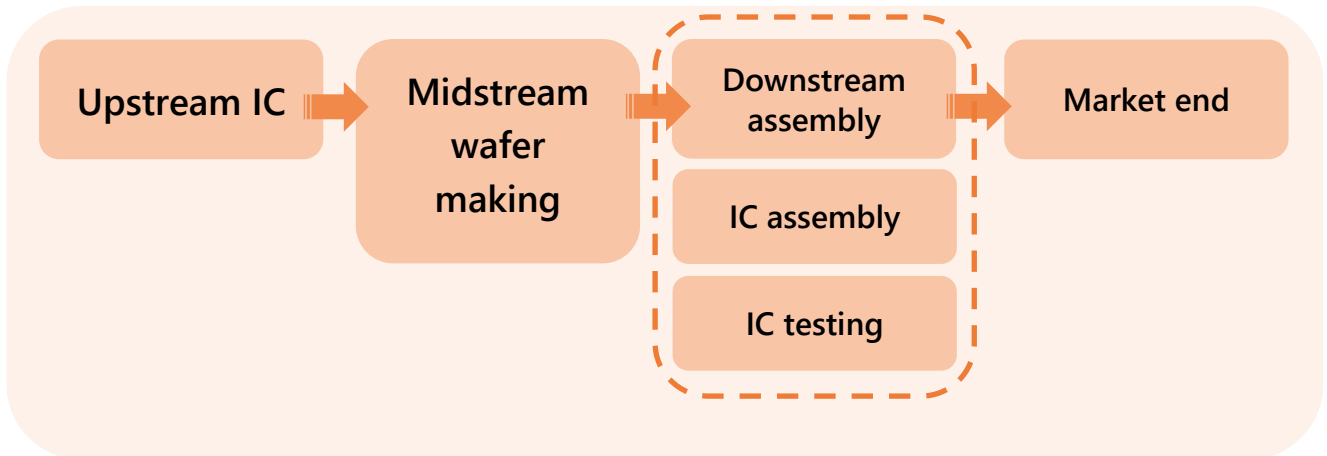 Upstream IC
Midstream
wafer
making
Downstream
assembly
IC assembly
IC testing
Market end